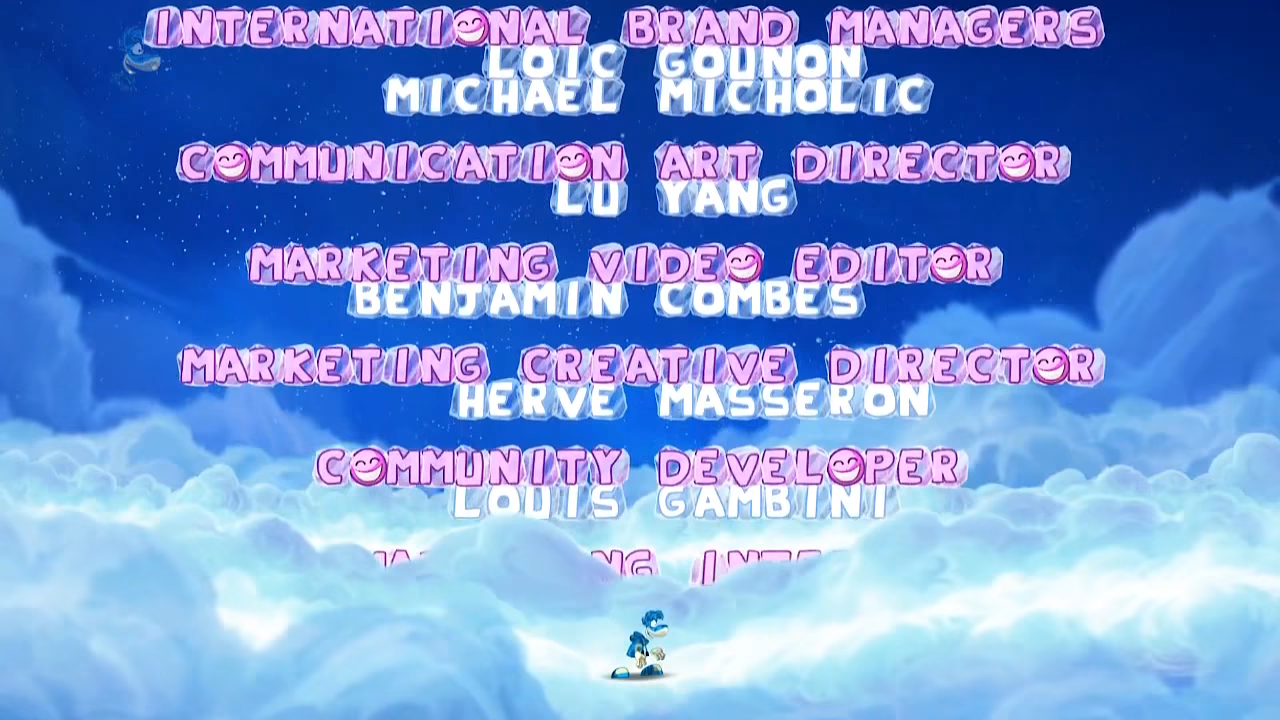 INTERNATIONAL BRAND MANAGERS
LOIC GOUNON
MICHAEL MICHOLIC
COMMUNICATION ART DIRECTOR
LU YANG
MARKETING VIDEO EDITOR
BENJAMIN COMBES
MARKETING CREATIVE DIRECTOR
HERVE MASSERON
COMMUNITY DEVELOPER
LOUIS GAMBINI